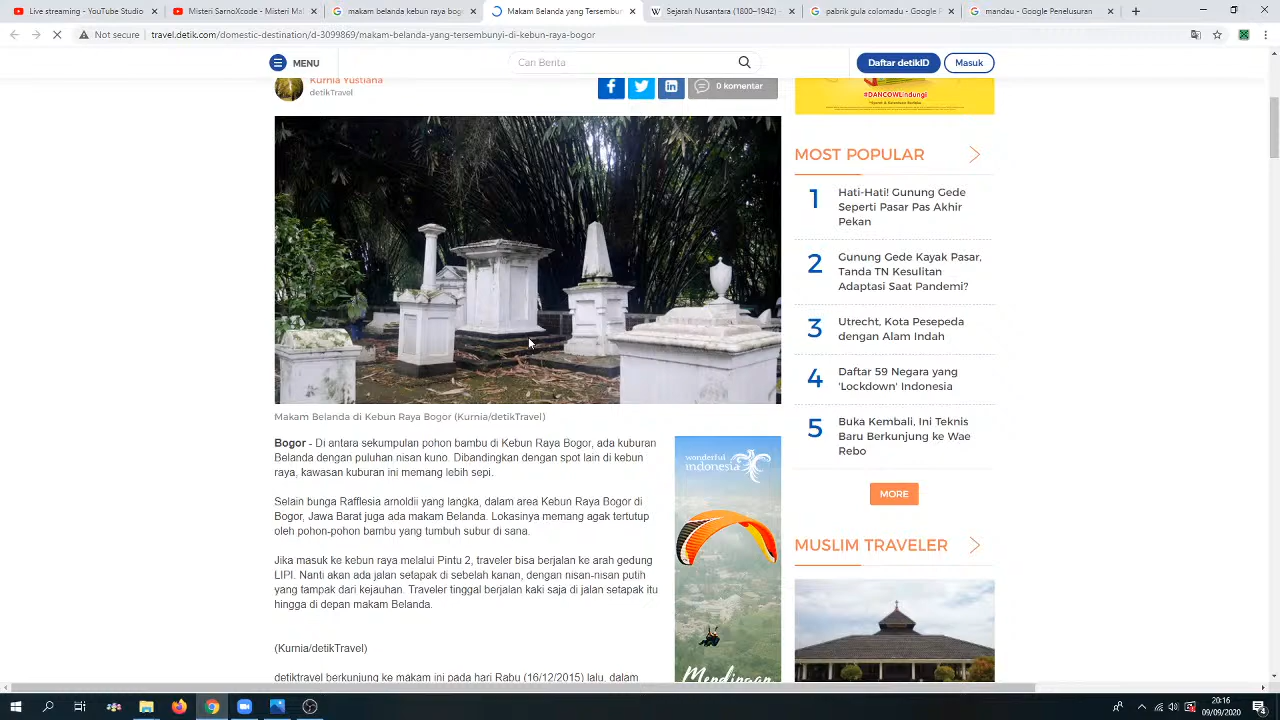 Live streaming - YouTube Studio
Misteri SarnoXcode - Misteri Mal
makam belanda kebun raya bogo
Makam Belanda yang Tersembun
Sejarah Nusantara (1800–1942) -
pabrik gula colomadu - Google P
mandau - Google Penelusuran
Not secure | travel.detik.com/domestic-destination/d-3099869/makam-belanda-yang-tersembunyi-di-kebun-raya-bogor
MENU
Cari Berita
Daftar detikID
Masuk
Kurnia Yustiana
detikTravel
0 komentar
#DANCOWLindungi
MOST POPULAR
1 Hati-Hati! Gunung Gede
Seperti Pasar Pas Akhir
Pekan
2 Gunung Gede Kayak Pasar,
Tanda TN Kesulitan
Adaptasi Saat Pandemi?
3 Utrecht, Kota Pesepeda
dengan Alam Indah
4 Daftar 59 Negara yang
'Lockdown' Indonesia
5 Buka Kembali, Ini Teknis
Baru Berkunjung ke Wae
Rebo
MORE
MUSLIM TRAVELER
Makam Belanda di Kebun Raya Bogor (Kurnia/detikTravel)
Bogor - Di antara sekumpulan pohon bambu di Kebun Raya Bogor, ada kuburan
Belanda dengan puluhan nisan kuno. Dibandingkan dengan spot lain di kebun
raya, kawasan kuburan ini memang lebih sepi.
Selain bunga Rafflesia arnoldii yang langka, dalam area Kebun Raya Bogor di
Bogor, Jawa Barat juga ada makam Belanda. Lokasinya memang agak tertutup
oleh pohon-pohon bambu yang tumbuh subur di sana.
Jika masuk ke kebun raya melalui Pintu 2, traveler bisa berjalan ke arah gedung
LIPI. Nanti akan ada jalan setapak di sebelah kanan, dengan nisan-nisan putih
yang tampak dari kejauhan. Traveler tinggal berjalan kaki saja di jalan setapak itu
hingga di depan makam Belanda.
(Kurnia/detikTravel)
detiktravel berkunjung ke makam ini pada hari Rabu (16/12/2015) lalu, dalam
wonderful
indonesia
20:16
09/09/2020